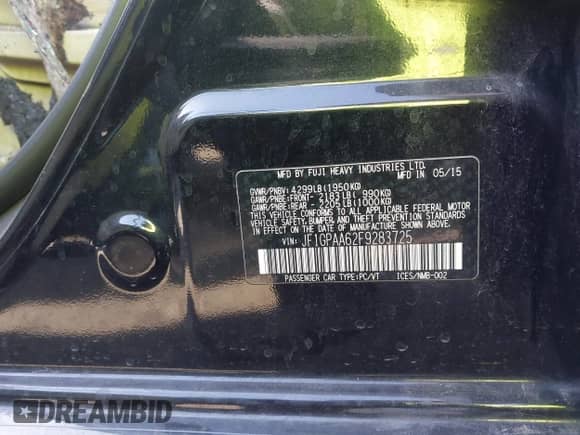 MFD BY FUJI HEAVY INDUSTRIES LTD.
MFD IN 05/15
GVWR/PNBV: 4299LB(1950KG)
GAWR/PNBE:FRONT- 2183LB( 990KG)
GAWR/PNBE:REAR - 2205LB(1000KG)
THIS VEHICLE CONFORMS TO ALL APPLICABLE FEDERAL MOTOR
VEHICLE SAFETY, BUMPER AND THEFT PREVENTION STANDARDS
IN EFFECT ON THE DATE OF MANUFACTURE SHOWN ABOVE.
VIN: JF1GPAA62F9283725
PASSENGER CAR TYPE:PC/VT ICES/NMB-002
DREAMBID